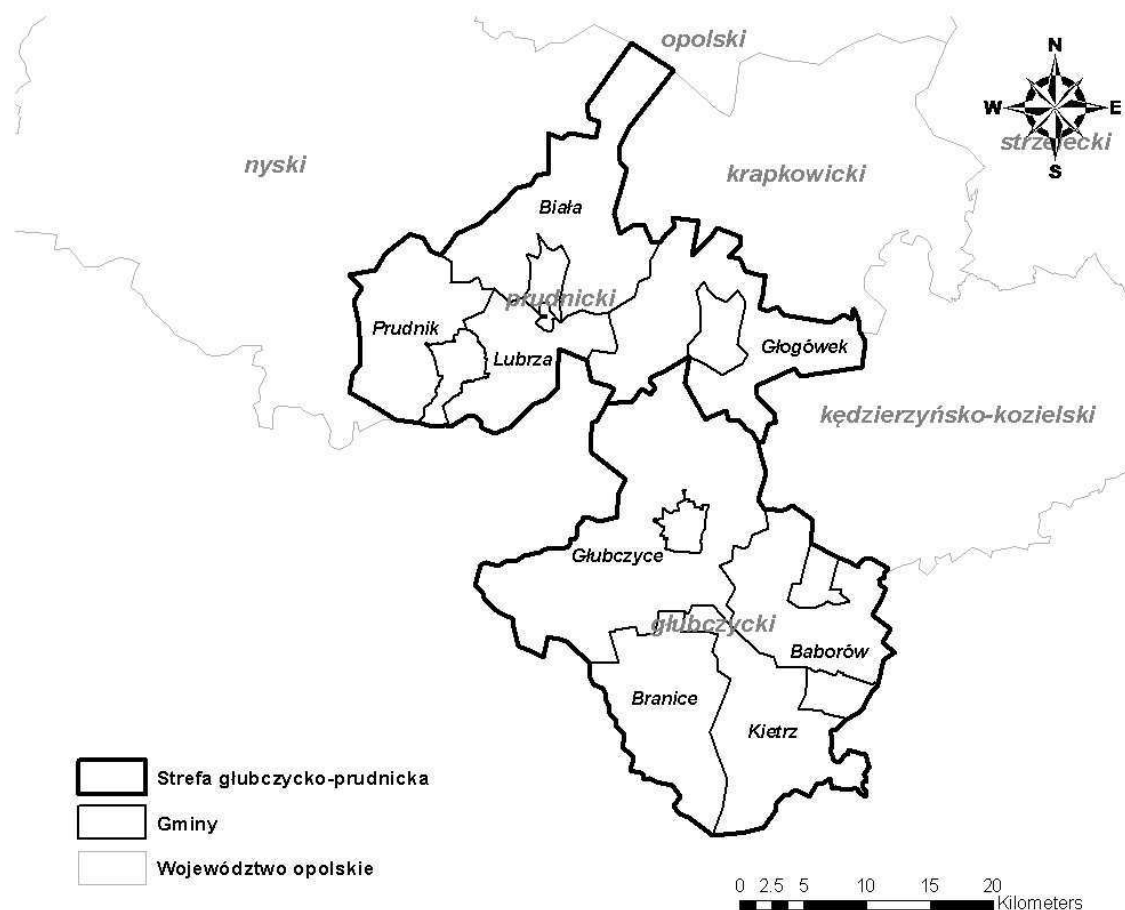 opolski
N
W
E
S
strzelecki
nyski
krapkowicki
Biała
prudnicki
Prudnik
Lubrza
Głogówek
kędzierzyńsko-kozielski
Głubczyce
głubczycki
Baborów
Branice
Kietrz
Strefa głubczycko-prudnicka
Gminy
Województwo opolskie
0 2.5 5 10 15 20
Kilometers